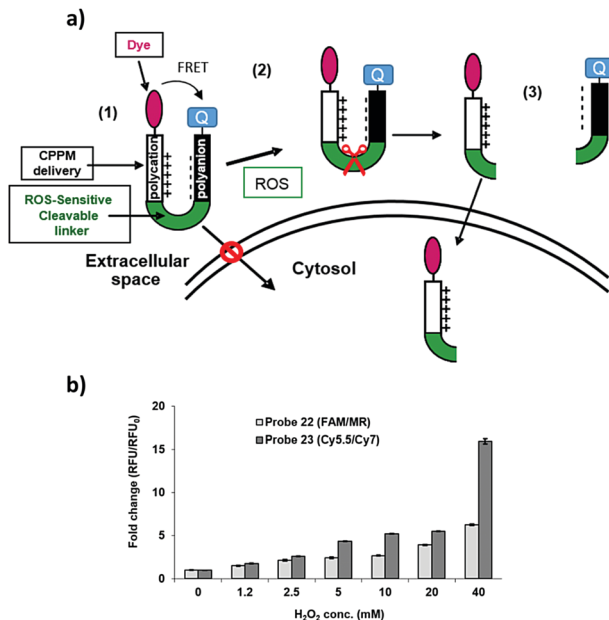 a)
Dye
FRET
(1)
Q
(2)
Q
(3)
Q
CPPM
delivery
polycation
+++++
-----
polyanion
+++++
-----
+++++
-----
ROS
ROS-Sensitive
Cleavable
linker
Extracellular
space
Cytosol
+++++
b)
Fold change (RFU/RFU₀)
20
15
10
5
0
Probe 22 (FAM/MR)
Probe 23 (Cy5.5/Cy7)
0 1.2 2.5 5 10 20 40
H₂O₂ conc. (mM)